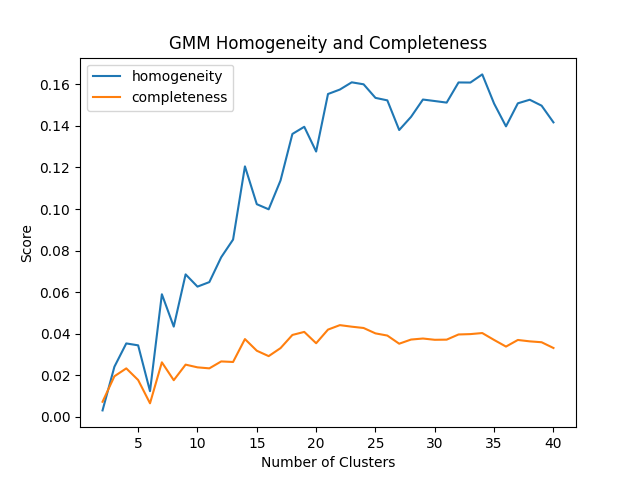 GMM Homogeneity and Completeness
homogeneity
completeness
0.16
0.14
0.12
0.10
0.08
0.06
0.04
0.02
0.00
Score
5 10 15 20 25 30 35 40
Number of Clusters